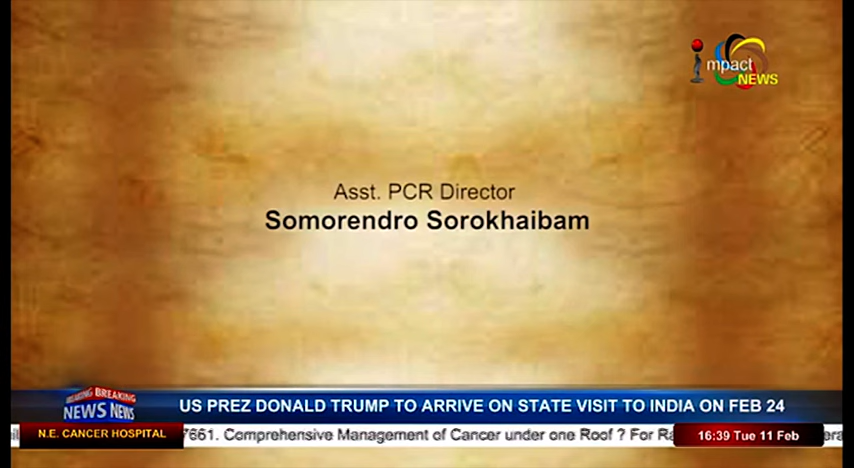 impact
NEWS
Asst. PCR Director
Somorendro Sorokhaibam
BREAKING BREAKING
NEWS NEWS
US PREZ DONALD TRUMP TO ARRIVE ON STATE VISIT TO INDIA ON FEB 24
N.E. CANCER HOSPITAL
7661. Comprehensive Management of Cancer under one Roof ? For
16:39 Tue 11 Feb